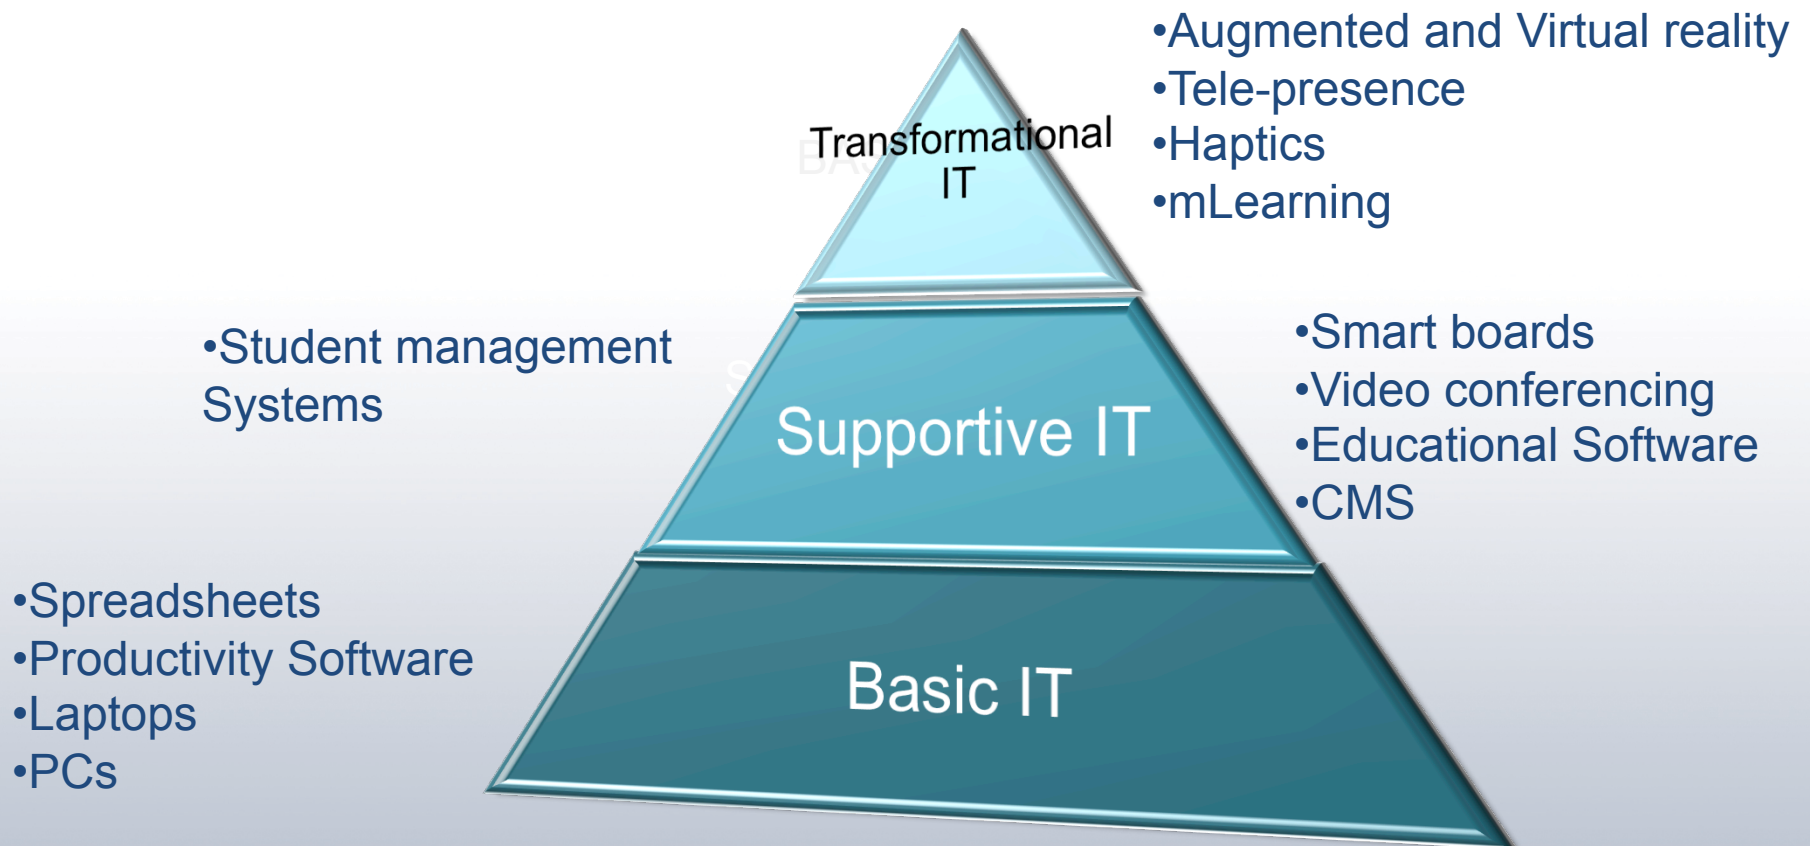 •Augmented and Virtual reality
•Tele-presence
•Haptics
•mLearning
Transformational
IT
•Student management
Systems
Supportive IT
•Smart boards
•Video conferencing
•Educational Software
•CMS
•Spreadsheets
•Productivity Software
•Laptops
•PCs
Basic IT